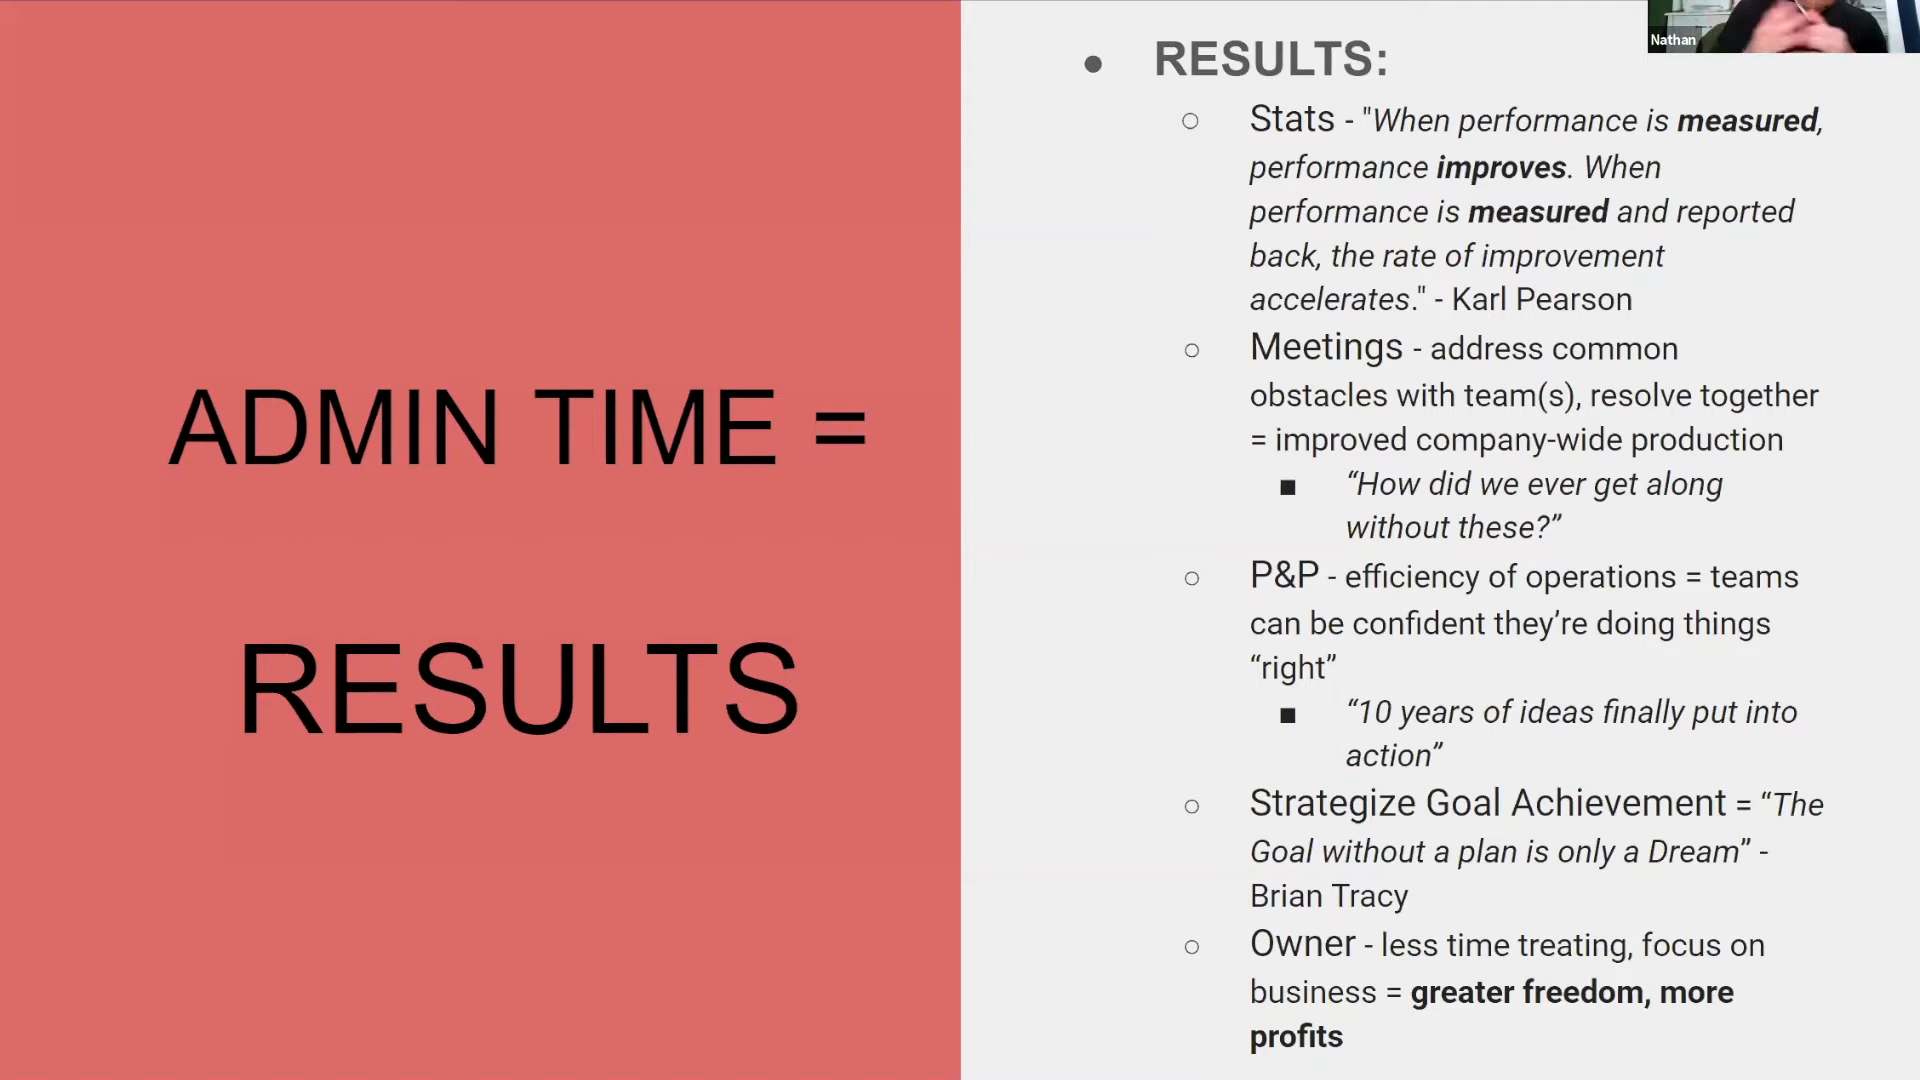 ADMIN TIME =
RESULTS
● RESULTS:
○ Stats - "When performance is measured,
performance improves. When
performance is measured and reported
back, the rate of improvement
accelerates." - Karl Pearson
○ Meetings - address common
obstacles with team(s), resolve together
= improved company-wide production
■ “How did we ever get along
without these?”
○ P&P - efficiency of operations = teams
can be confident they’re doing things
“right”
■ “10 years of ideas finally put into
action”
○ Strategize Goal Achievement = “The
Goal without a plan is only a Dream” -
Brian Tracy
○ Owner - less time treating, focus on
business = greater freedom, more
profits
Nathan